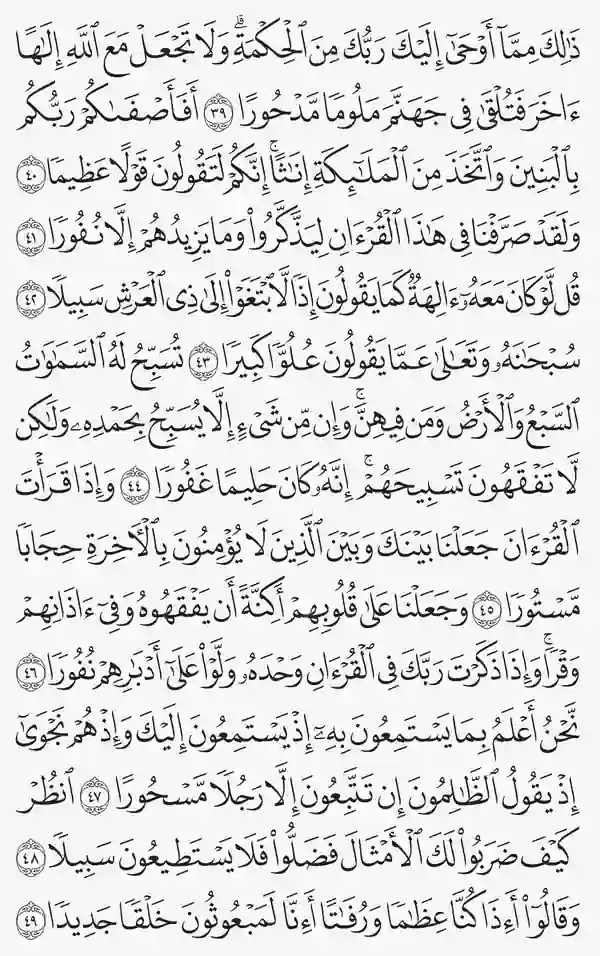 ذَٰلِكَ مِمَّآ أَوۡحَىٰٓ إِلَيۡكَ رَبُّكَ مِنَ ٱلۡحِكۡمَةِۗ وَلَا تَجۡعَلۡ مَعَ ٱللَّهِ إِلَٰهًا
ءَاخَرَ فَتُلۡقَىٰ فِي جَهَنَّمَ مَلُومٗا مَّدۡحُورًا ٣٩ أَفَأَصۡفَىٰكُمۡ رَبُّكُم
بِٱلۡبَنِينَ وَٱتَّخَذَ مِنَ ٱلۡمَلَٰٓئِكَةِ إِنَٰثًاۚ إِنَّكُمۡ لَتَقُولُونَ قَوۡلًا عَظِيمٗا ٤٠
وَلَقَدۡ صَرَّفۡنَا فِي هَٰذَا ٱلۡقُرۡءَانِ لِيَذَّكَّرُواْ وَمَا يَزِيدُهُمۡ إِلَّا نُفُورٗا ٤١
قُل لَّوۡ كَانَ مَعَهُۥٓ ءَالِهَةٞ كَمَا يَقُولُونَ إِذٗا لَّٱبۡتَغَوۡاْ إِلَىٰ ذِي ٱلۡعَرۡشِ سَبِيلٗا ٤٢
سُبۡحَٰنَهُۥ وَتَعَٰلَىٰ عَمَّا يَقُولُونَ عُلُوّٗا كَبِيرٗا ٤٣ تُسَبِّحُ لَهُ ٱلسَّمَٰوَٰتُ
ٱلسَّبۡعُ وَٱلۡأَرۡضُ وَمَن فِيهِنَّۚ وَإِن مِّن شَيۡءٍ إِلَّا يُسَبِّحُ بِحَمۡدِهِۦ وَلَٰكِن
لَّا تَفۡقَهُونَ تَسۡبِيحَهُمۡۚ إِنَّهُۥ كَانَ حَلِيمًا غَفُورٗا ٤٤ وَإِذَا قَرَأۡتَ
ٱلۡقُرۡءَانَ جَعَلۡنَا بَيۡنَكَ وَبَيۡنَ ٱلَّذِينَ لَا يُؤۡمِنُونَ بِٱلۡأٓخِرَةِ حِجَابٗا
مَّسۡتُورٗا ٤٥ وَجَعَلۡنَا عَلَىٰ قُلُوبِهِمۡ أَكِنَّةً أَن يَفۡقَهُوهُ وَفِيٓ ءَاذَانِهِمۡ
وَقۡرٗاۚ وَإِذَا ذَكَرۡتَ رَبَّكَ فِي ٱلۡقُرۡءَانِ وَحۡدَهُۥ وَلَّوۡاْ عَلَىٰٓ أَدۡبَٰرِهِمۡ نُفُورٗا ٤٦
نَّحۡنُ أَعۡلَمُ بِمَا يَسۡتَمِعُونَ بِهِۦٓ إِذۡ يَسۡتَمِعُونَ إِلَيۡكَ وَإِذۡ هُمۡ نَجۡوَىٰٓ
إِذۡ يَقُولُ ٱلظَّٰلِمُونَ إِن تَتَّبِعُونَ إِلَّا رَجُلٗا مَّسۡحُورًا ٤٧ ٱنظُرۡ
كَيۡفَ ضَرَبُواْ لَكَ ٱلۡأَمۡثَالَ فَضَلُّواْ فَلَا يَسۡتَطِيعُونَ سَبِيلٗا ٤٨
وَقَالُوٓاْ أَءِذَا كُنَّا عِظَٰمٗا وَرُفَٰتًا أَءِنَّا لَمَبۡعُوثُونَ خَلۡقٗا جَدِيدٗا ٤٩